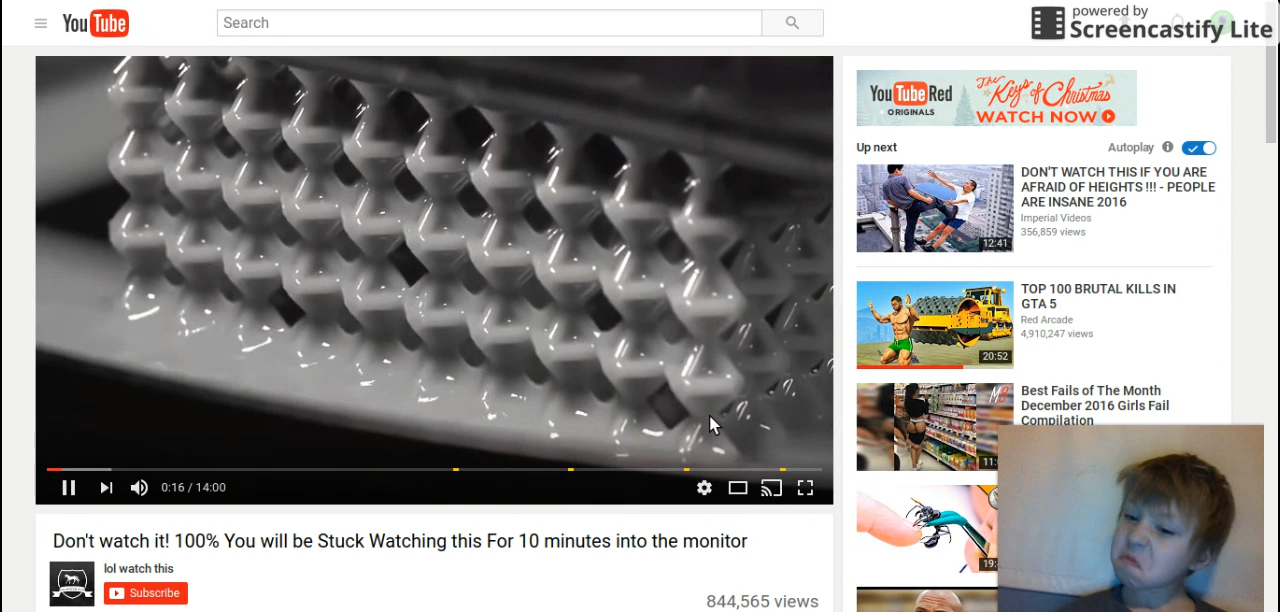 YouTube
Search
powered by
Screencastify Lite
YouTube Red
ORIGINALS
The
Keys of Christmas
WATCH NOW
Up next
Autoplay
DON'T WATCH THIS IF YOU ARE
AFRAID OF HEIGHTS !!! - PEOPLE
ARE INSANE 2016
Imperial Videos
356,859 views
12:41
TOP 100 BRUTAL KILLS IN
GTA 5
Red Arcade
4,910,247 views
20:52
Best Fails of The Month
December 2016 Girls Fail
Compilation
11:
19:
0:16 / 14:00
Don't watch it! 100% You will be Stuck Watching this For 10 minutes into the monitor
lol watch this
Subscribe
844,565 views